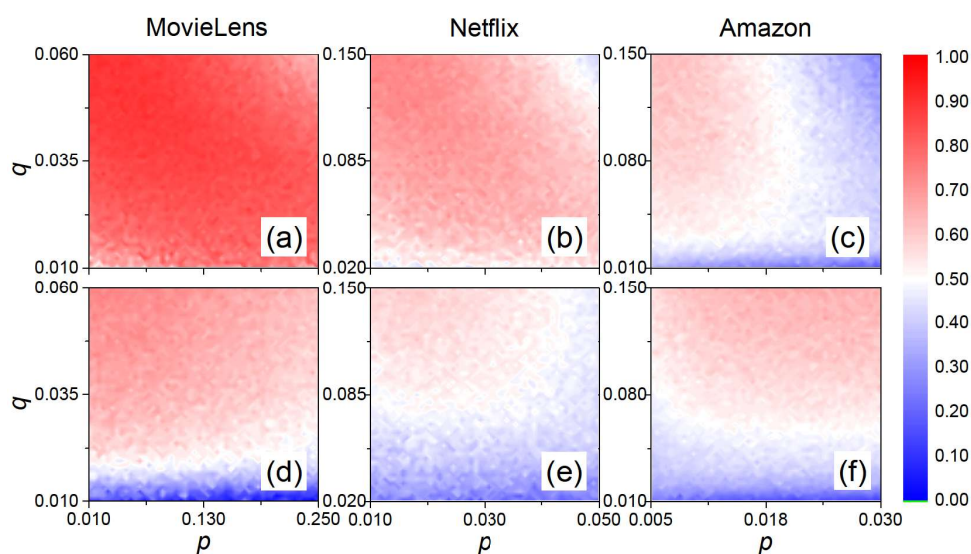 MovieLens Netflix Amazon
0.060 0.150 0.150 1.00
0.90
0.80
q 0.035 0.085 0.080 0.70
(a) (b) (c)
0.010 0.020 0.010 0.60
0.060 0.150 0.150 0.50
0.40
q 0.035 0.085 0.080 0.30
0.20
(d) (e) (f) 0.10
0.010 0.020 0.010 0.00
0.010 0.130 0.250 0.010 0.030 0.050 0.005 0.018 0.030
p p p